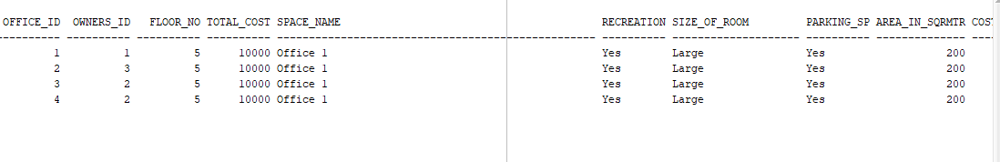 OFFICE_ID OWNERS_ID FLOOR_NO TOTAL_COST SPACE_NAME RECREATION SIZE_OF_ROOM PARKING_SP AREA_IN_SQRMTR COST
1 1 5 10000 Office 1 Yes Large Yes 200
2 3 5 10000 Office 1 Yes Large Yes 200
3 2 5 10000 Office 1 Yes Large Yes 200
4 2 5 10000 Office 1 Yes Large Yes 200